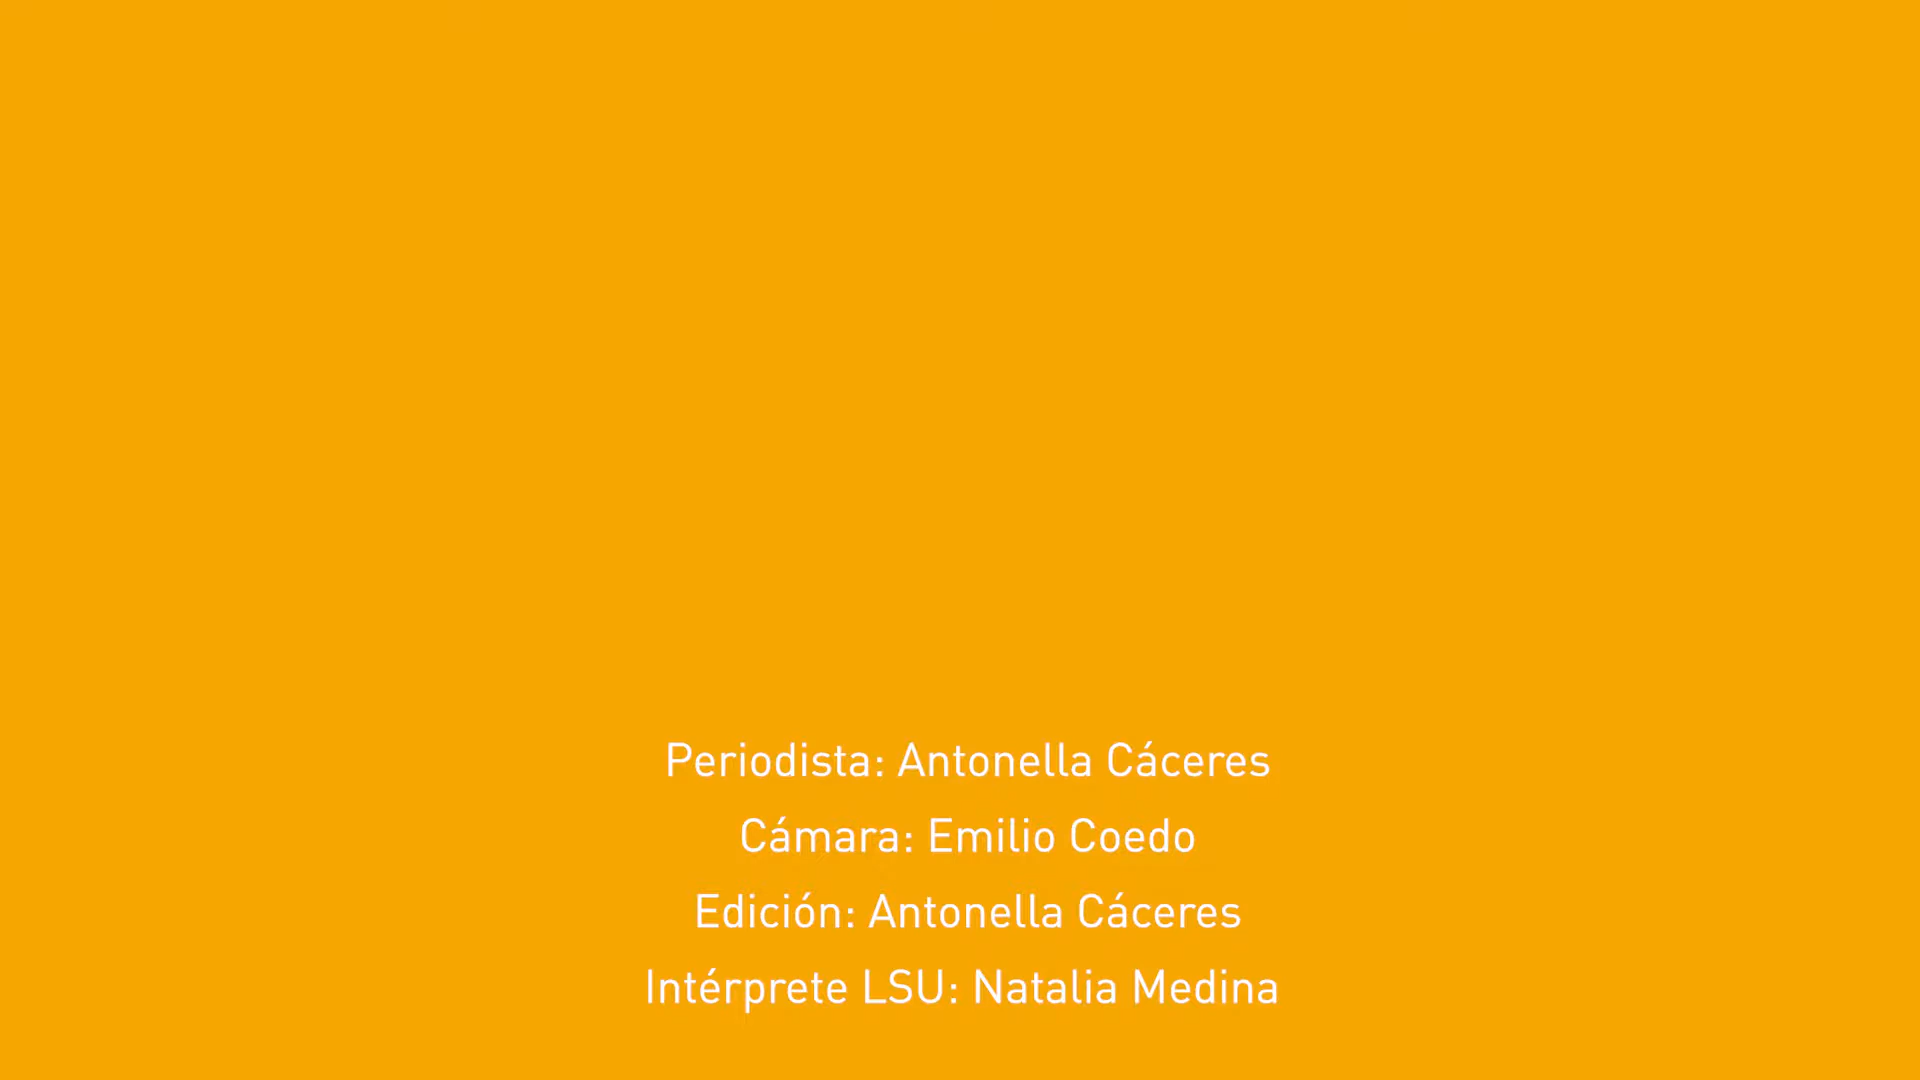 Periodista: Antonella Cáceres
Cámara: Emilio Coedo
Edición: Antonella Cáceres
Intérprete LSU: Natalia Medina